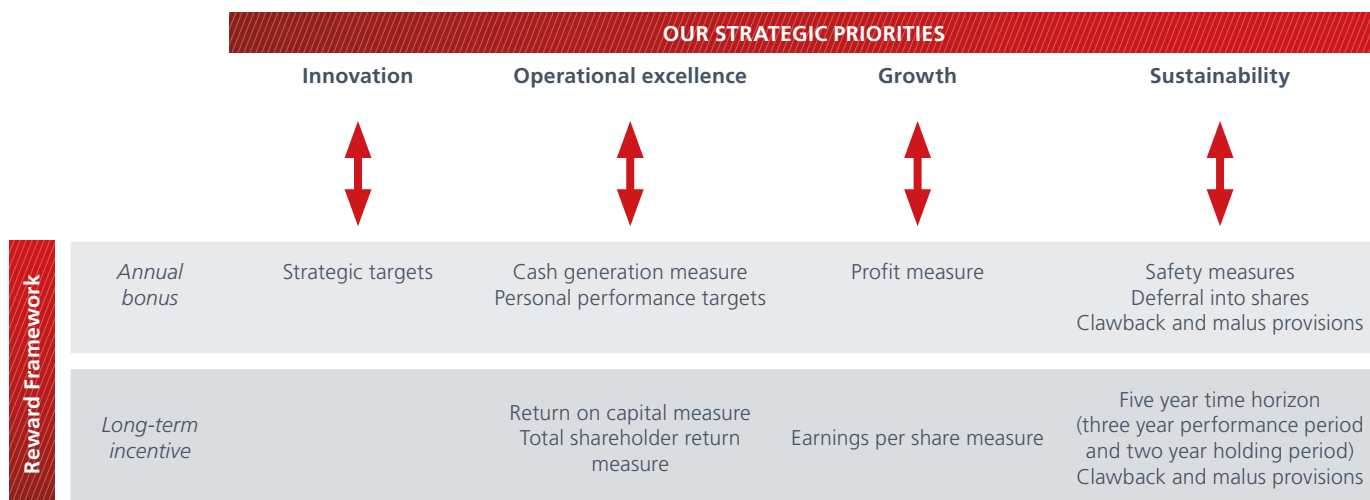 OUR STRATEGIC PRIORITIES
Innovation
Operational excellence
Growth
Sustainability
Reward Framework
Annual
bonus
Strategic targets
Cash generation measure
Personal performance targets
Profit measure
Safety measures
Deferral into shares
Clawback and malus provisions
Long-term
incentive
Return on capital measure
Total shareholder return
measure
Earnings per share measure
Five year time horizon
(three year performance period
and two year holding period)
Clawback and malus provisions